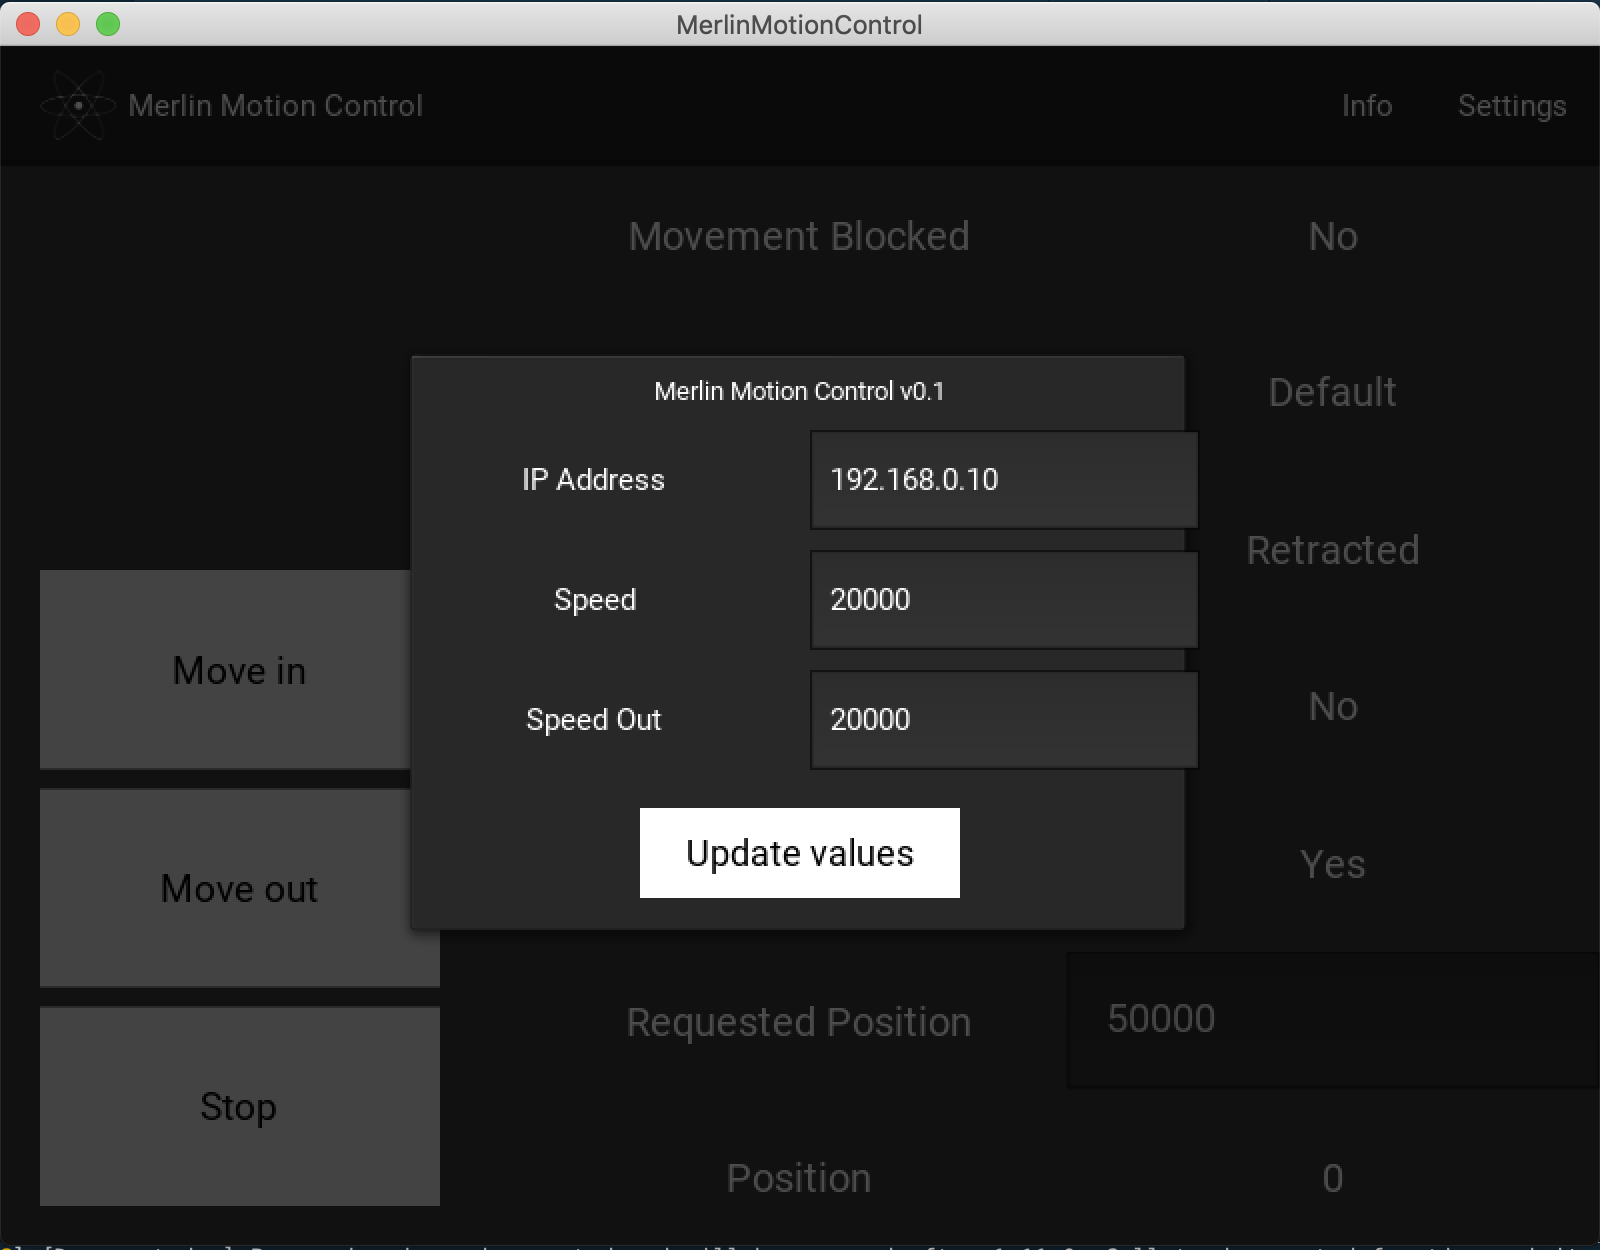 MerlinMotionControl
Merlin Motion Control
Info
Settings
Movement Blocked
No
Default
Retracted
No
Yes
Merlin Motion Control v0.1
IP Address
192.168.0.10
Speed
20000
Speed Out
20000
Update values
Move in
Move out
Stop
Requested Position
50000
Position
0